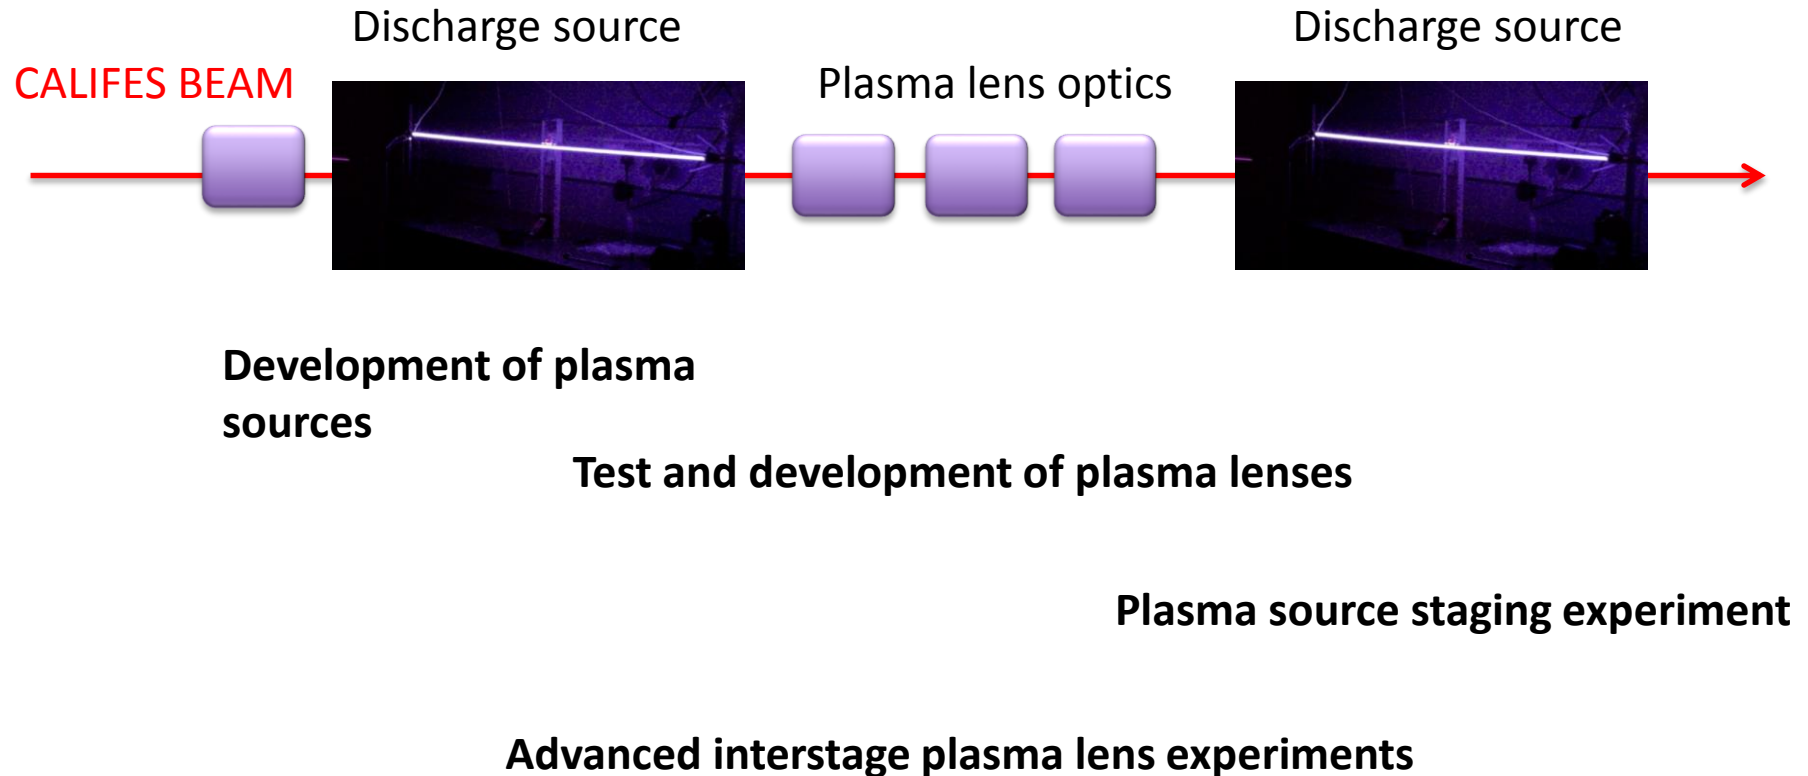 Discharge source
Discharge source
CALIFES BEAM
Plasma lens optics
Development of plasma
sources
Test and development of plasma lenses
Plasma source staging experiment
Advanced interstage plasma lens experiments